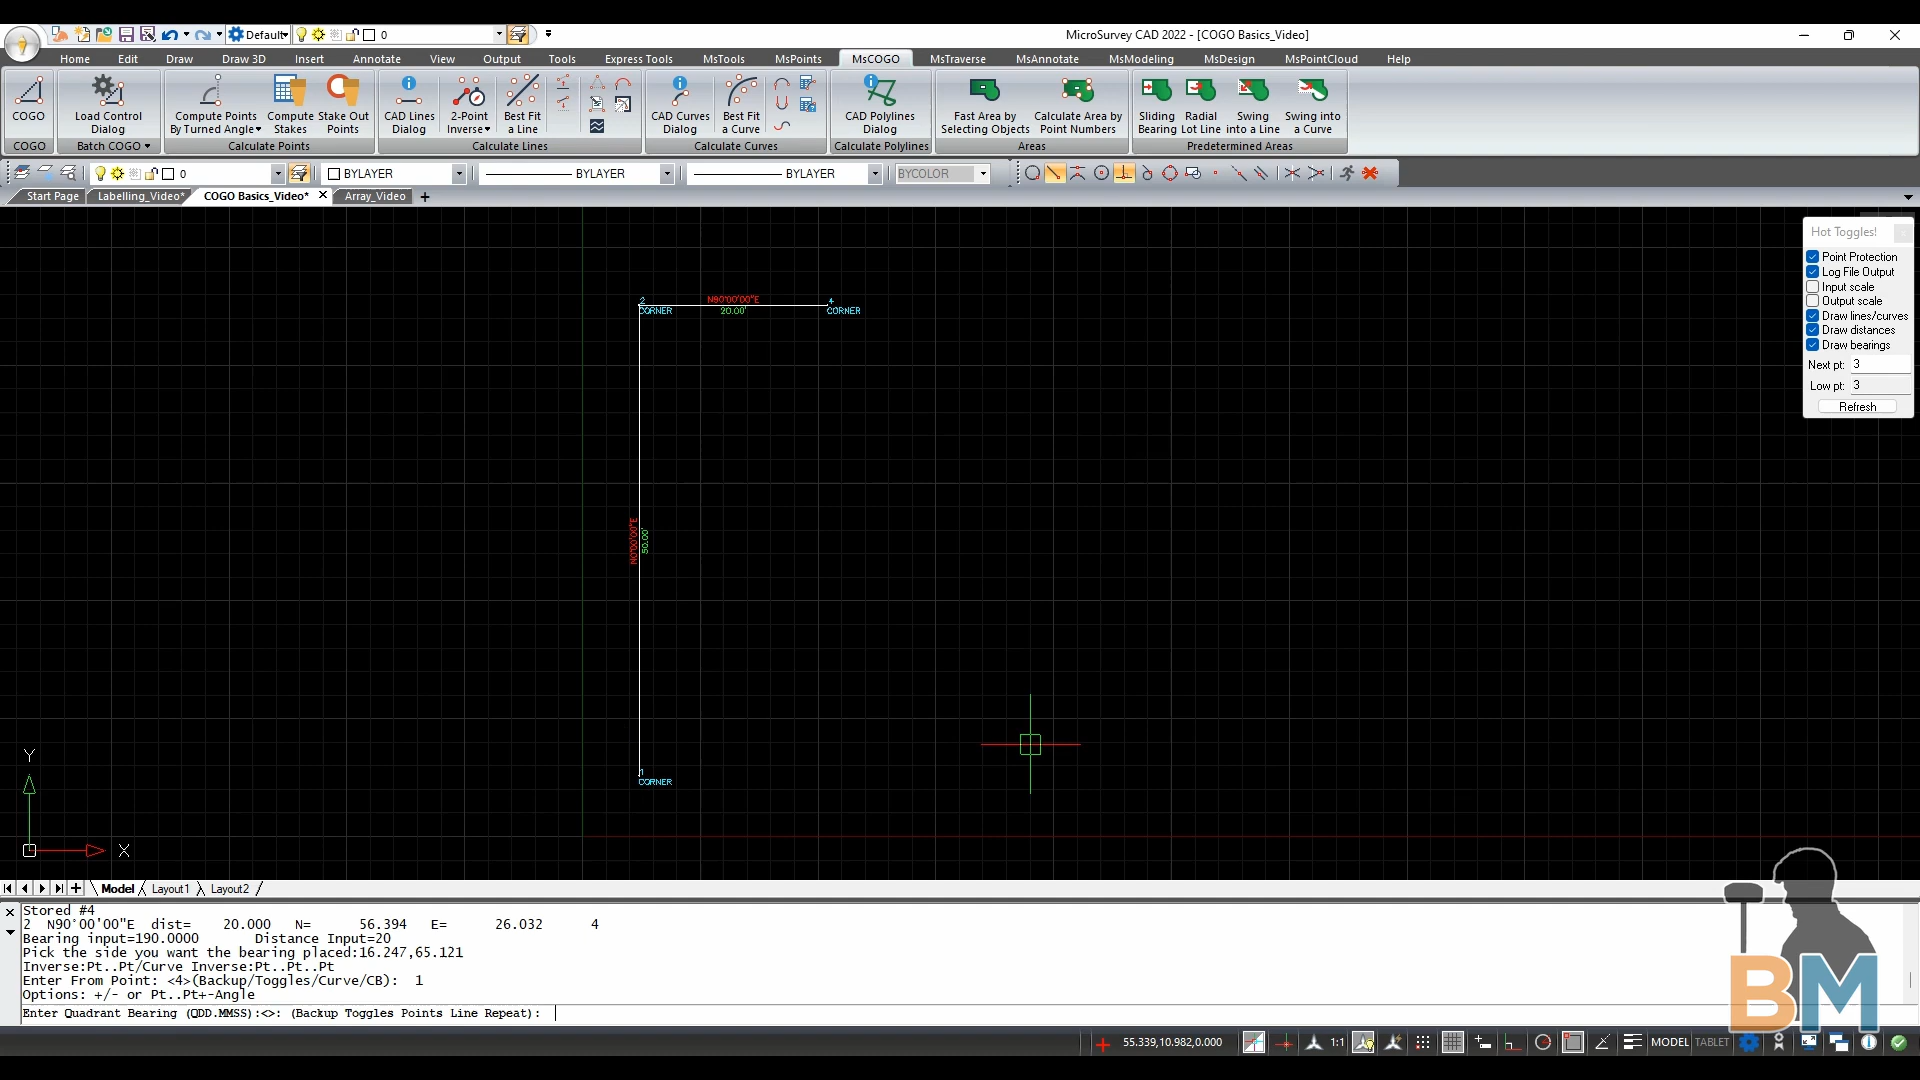 Default
0
MicroSurvey CAD 2022 - [COGO Basics_Video]
Home Edit Draw Draw 3D Insert Annotate View Output Tools Express Tools MsTools MsPoints MsCOGO MsTraverse MsAnnotate MsModeling MsDesign MsPointCloud Help
COGO
Load Control Dialog
Compute Points By Turned Angle
Compute Stakes
Stake Out Points
CAD Lines Dialog
2-Point Inverse
Best Fit a Line
CAD Curves Dialog
Best Fit a Curve
CAD Polylines Dialog
Fast Area by Selecting Objects
Calculate Area by Point Numbers
Sliding Bearing
Radial Lot Line
Swing into a Line
Swing into a Curve
COGO Batch COGO Calculate Points Calculate Lines Calculate Curves Calculate Polylines Areas Predetermined Areas
0 BYLAYER BYLAYER BYLAYER BYCOLOR
Start Page Labelling_Video* COGO Basics_Video* Array_Video
Hot Toggles!
Point Protection
Log File Output
Input scale
Output scale
Draw lines/curves
Draw distances
Draw bearings
Next pt: 3
Low pt: 3
Refresh
2
CORNER
N90°00'00"E
20.00'
4
CORNER
N0°00'00"E
50.00'
1
CORNER
Y
X
Model Layout1 Layout2
Stored #4
2 N90°00'00"E dist= 20.000 N= 56.394 E= 26.032 4
Bearing input=190.0000 Distance Input=20
Pick the side you want the bearing placed:16.247,65.121
Inverse:Pt..Pt/Curve Inverse:Pt..Pt..Pt
Enter From Point: <4>(Backup/Toggles/Curve/CB): 1
Options: +/- or Pt..Pt+-Angle
Enter Quadrant Bearing (QDD.MMSS):<>: (Backup Toggles Points Line Repeat):
BM
55.339,10.982,0.000 1:1 MODEL TABLET